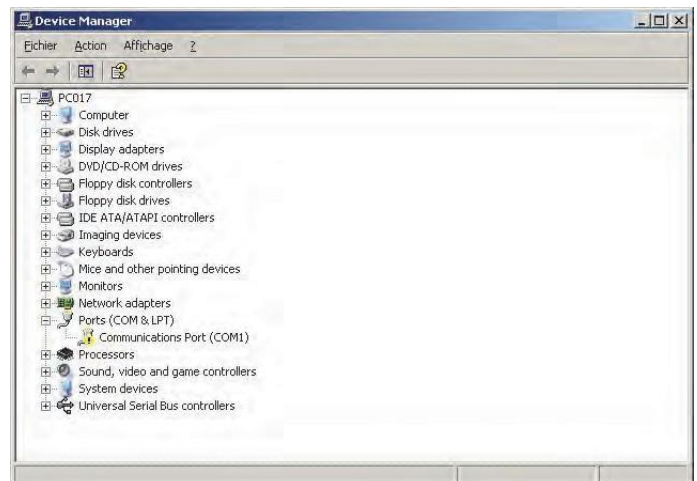 Device Manager
Fichier Action Affichage ?
PC017
Computer
Disk drives
Display adapters
DVD/CD-ROM drives
Floppy disk controllers
Floppy disk drives
IDE ATA/ATAPI controllers
Imaging devices
Keyboards
Mice and other pointing devices
Monitors
Network adapters
Ports (COM & LPT)
Communications Port (COM1)
Processors
Sound, video and game controllers
System devices
Universal Serial Bus controllers